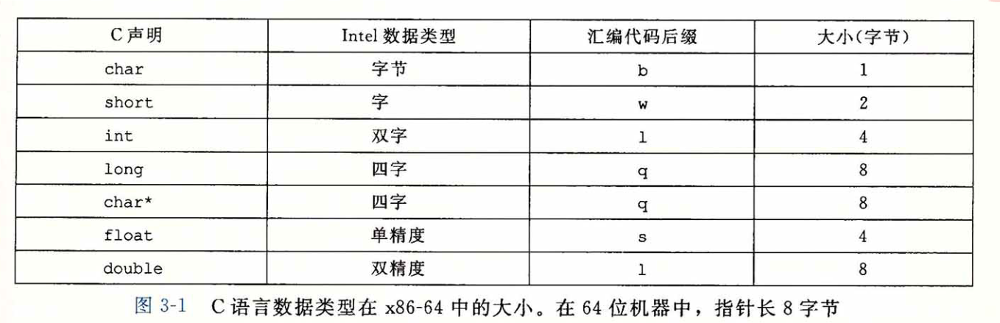 C 声明 Intel 数据类型 汇编代码后缀 大小(字节)
char 字节 b 1
short 字 w 2
int 双字 l 4
long 四字 q 8
char* 四字 q 8
float 单精度 s 4
double 双精度 l 8
图 3-1 C 语言数据类型在 x86-64 中的大小。在 64 位机器中，指针长 8 字节